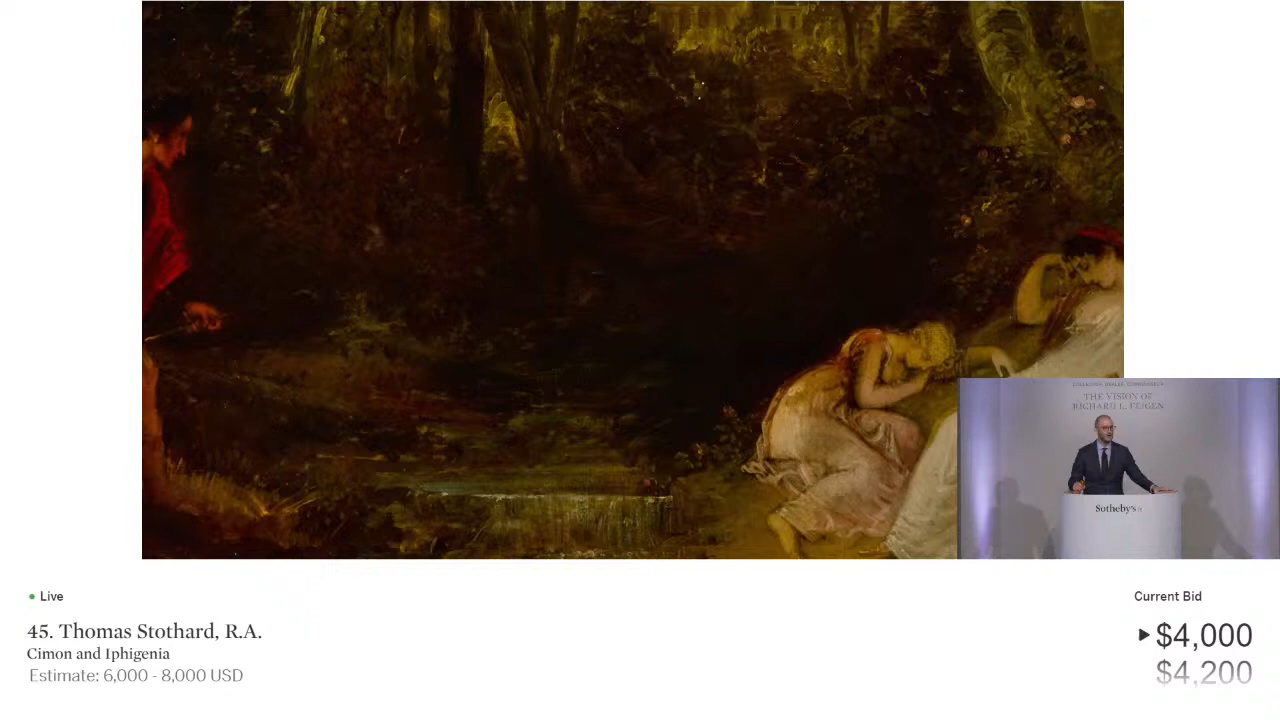 THE VISION OF
RICHARD L. FEIGEN
Sotheby's
Live
Current Bid
45. Thomas Stothard, R.A.
$4,000
Cimon and Iphigenia
Estimate: 6,000 - 8,000 USD
$4,200